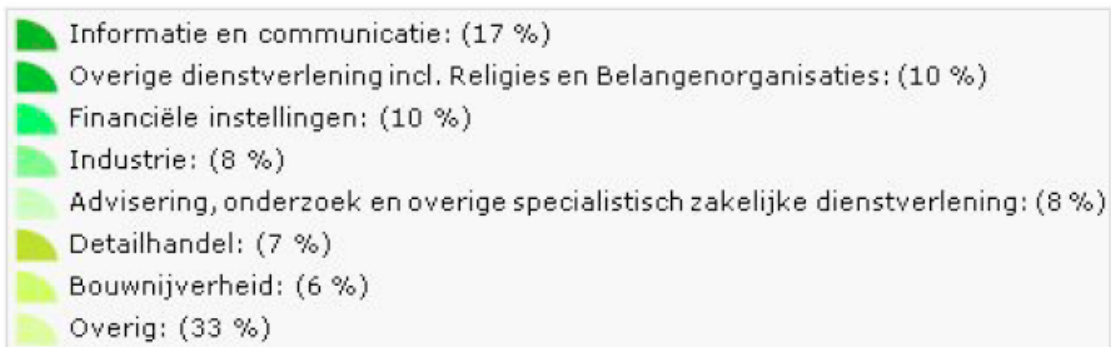 Informatie en communicatie: (17 %)
Overige dienstverlening incl. Religies en Belangenorganisaties: (10 %)
Financiële instellingen: (10 %)
Industrie: (8 %)
Advisering, onderzoek en overige specialistisch zakelijke dienstverlening: (8 %)
Detailhandel: (7 %)
Bouwnijverheid: (6 %)
Overig: (33 %)